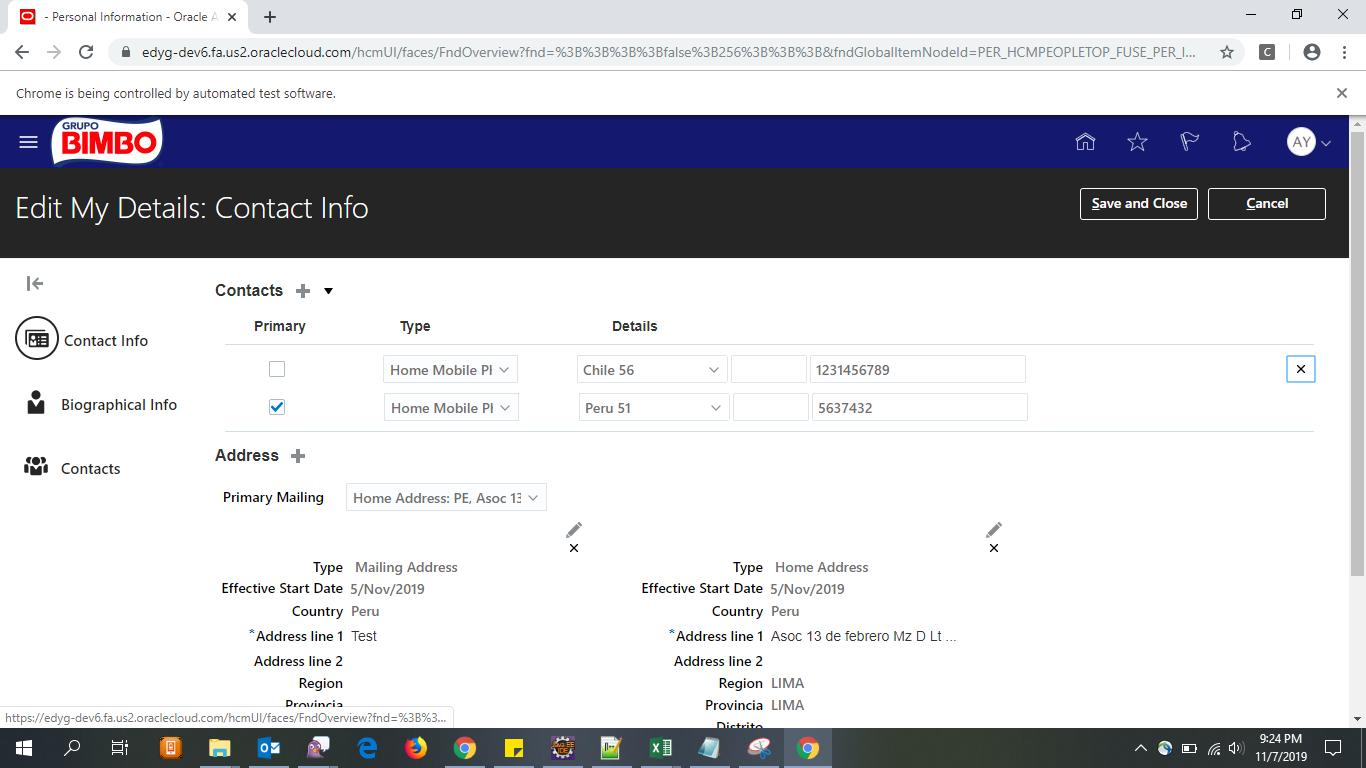 - Personal Information - Oracle A
edyg-dev6.fa.us2.oraclecloud.com/hcmUI/faces/FndOverview?fnd=%3B%3B%3B%3Bfalse%3B256%3B%3B%3B&fndGlobalItemNodeId=PER_HCMPEOPLETOP_FUSE_PER_I...
C
Chrome is being controlled by automated test software.
GRUPO
BIMBO
AY
Edit My Details: Contact Info
Save and Close
Cancel
Contacts
Primary Type Details
Contact Info
Home Mobile Pl Chile 56 1231456789
Home Mobile Pl Peru 51 5637432
Biographical Info
Address
Contacts
Primary Mailing Home Address: PE, Asoc 13
Type Mailing Address
Effective Start Date 5/Nov/2019
Country Peru
*Address line 1 Test
Address line 2
Region
Provincia
Type Home Address
Effective Start Date 5/Nov/2019
Country Peru
*Address line 1 Asoc 13 de febrero Mz D Lt ...
Address line 2
Region LIMA
Provincia LIMA
Distrito
https://edyg-dev6.fa.us2.oraclecloud.com/hcmUI/faces/FndOverview?fnd=%3B%3...
9:24 PM
11/7/2019